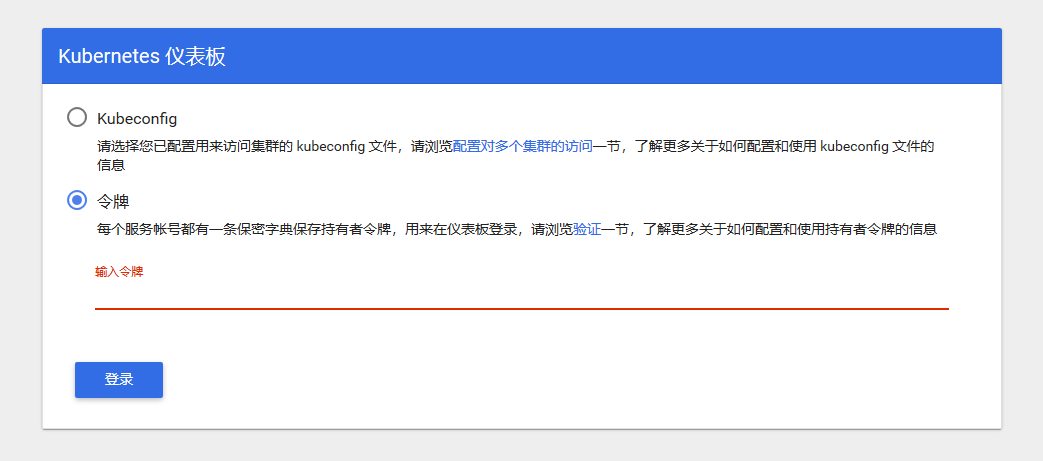 Kubernetes 仪表板
Kubeconfig
请选择您已配置用来访问集群的 kubeconfig 文件，请浏览配置对多个集群的访问一节，了解更多关于如何配置和使用 kubeconfig 文件的
信息
令牌
每个服务帐号都有一条保密字典保存持有者令牌，用来在仪表板登录，请浏览验证一节，了解更多关于如何配置和使用持有者令牌的信息
输入令牌
登录